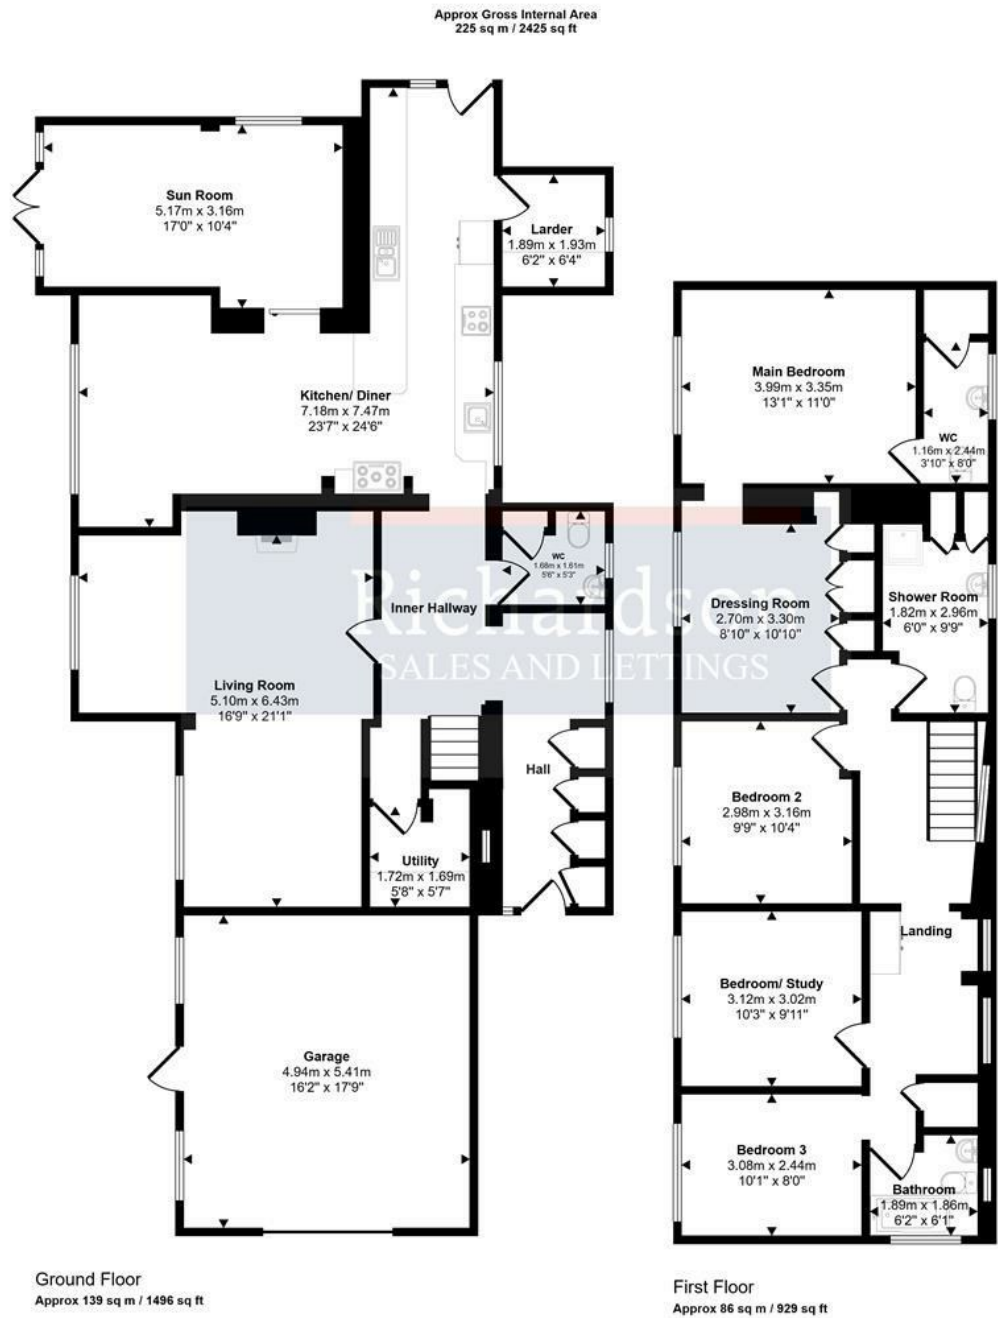 Approx Gross Internal Area
225 sq m / 2425 sq ft
Sun Room
5.17m x 3.16m
17'0" x 10'4"
Larder
1.89m x 1.93m
6'2" x 6'4"
Kitchen/ Diner
7.18m x 7.47m
23'7" x 24'6"
WC
1.68m x 1.61m
5'6" x 5'3"
Inner Hallway
Living Room
5.10m x 6.43m
16'9" x 21'1"
Hall
Utility
1.72m x 1.69m
5'8" x 5'7"
Garage
4.94m x 5.41m
16'2" x 17'9"
Ground Floor
Approx 139 sq m / 1496 sq ft
Main Bedroom
3.99m x 3.35m
13'1" x 11'0"
WC
1.16m x 2.44m
3'10" x 8'0"
Dressing Room
2.70m x 3.30m
8'10" x 10'10"
Shower Room
1.82m x 2.96m
6'0" x 9'9"
Bedroom 2
2.98m x 3.16m
9'9" x 10'4"
Landing
Bedroom/ Study
3.12m x 3.02m
10'3" x 9'11"
Bedroom 3
3.08m x 2.44m
10'1" x 8'0"
Bathroom
1.89m x 1.86m
6'2" x 6'1"
First Floor
Approx 86 sq m / 929 sq ft
Richardson
SALES AND LETTINGS